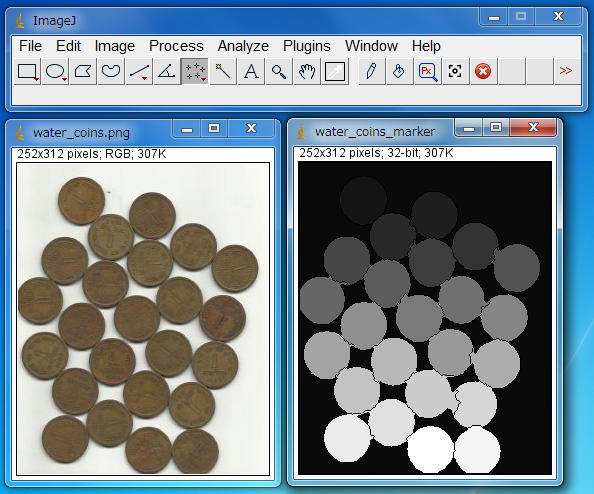 ImageJ
File Edit Image Process Analyze Plugins Window Help
A
>>
water_coins.png
252x312 pixels; RGB; 307K
water_coins_marker
252x312 pixels; 32-bit; 307K